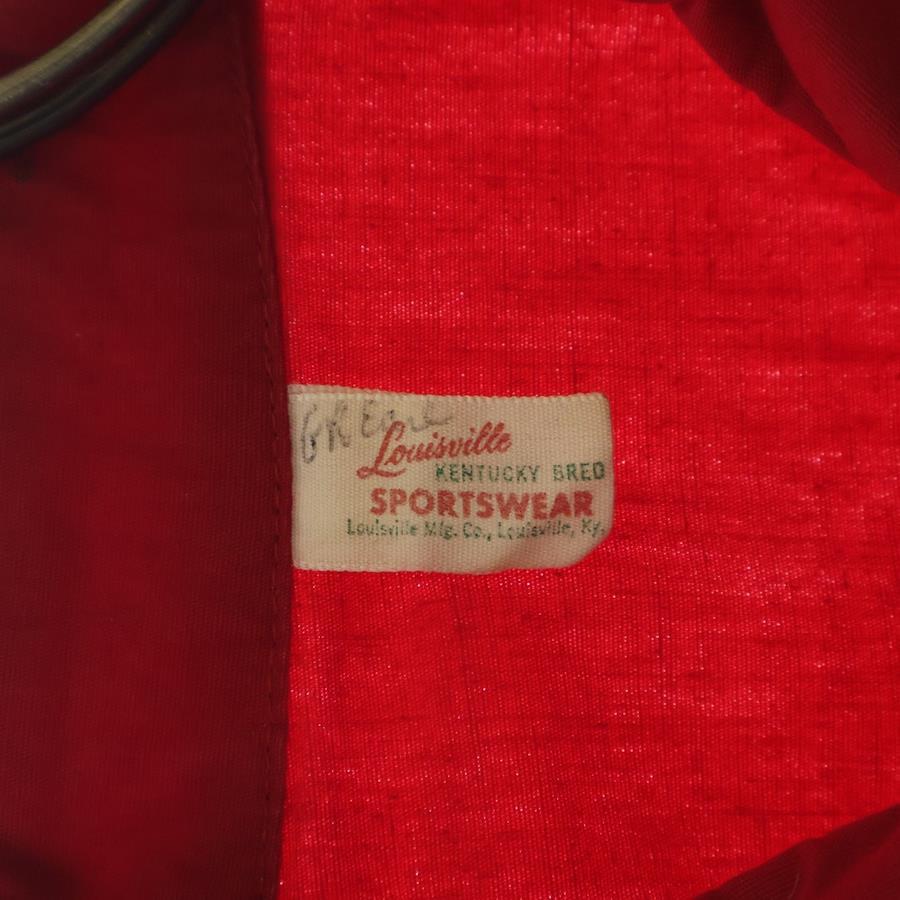 Louisville
KENTUCKY BRED
SPORTSWEAR
Louisville Mfg. Co., Louisville, Ky.